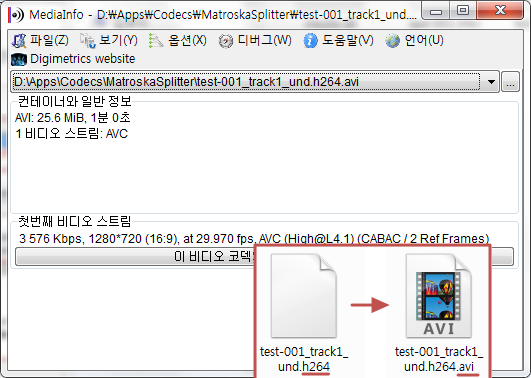 MediaInfo - D:₩Apps₩Codecs₩MatroskaSplitter₩test-001_track1_und....
파일(Z) 보기(Y) 옵션(X) 디버그(W) 도움말(V) 언어(U)
Digimetrics website
D:\Apps\Codecs\MatroskaSplitter\test-001_track1_und.h264.avi
...
컨테이너와 일반 정보
AVI: 25.6 MiB, 1분 0초
1 비디오 스트림: AVC
첫번째 비디오 스트림
3 576 Kbps, 1280*720 (16:9), at 29.970 fps, AVC (High@L4.1) (CABAC / 2 Ref Frames)
이 비디오 코덱
AVI
test-001_track1_
und.h264
test-001_track1_
und.h264.avi